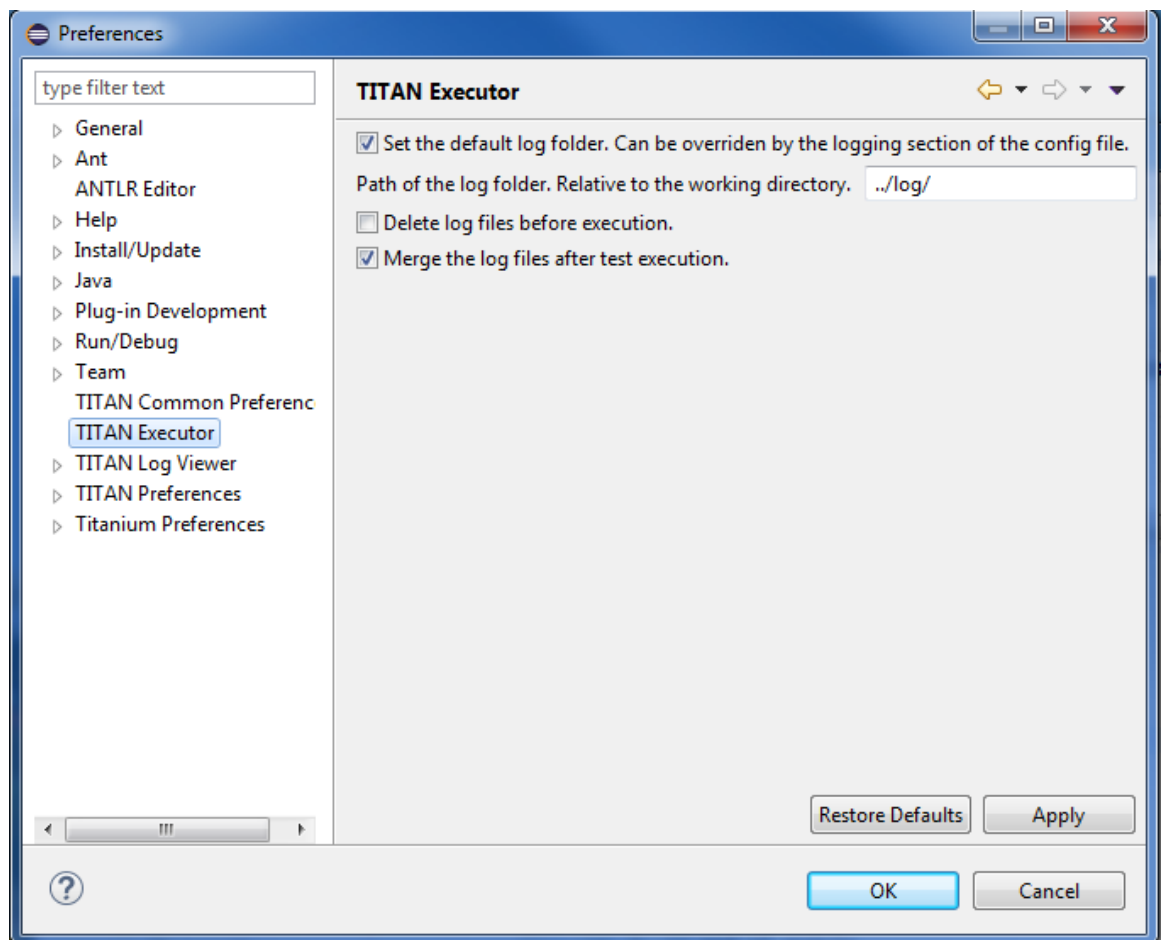 Preferences
type filter text
General
Ant
ANTLR Editor
Help
Install/Update
Java
Plug-in Development
Run/Debug
Team
TITAN Common Preferenc
TITAN Executor
TITAN Log Viewer
TITAN Preferences
Titanium Preferences
TITAN Executor
Set the default log folder. Can be overriden by the logging section of the config file.
Path of the log folder. Relative to the working directory. ../log/
Delete log files before execution.
Merge the log files after test execution.
Restore Defaults Apply
? OK Cancel